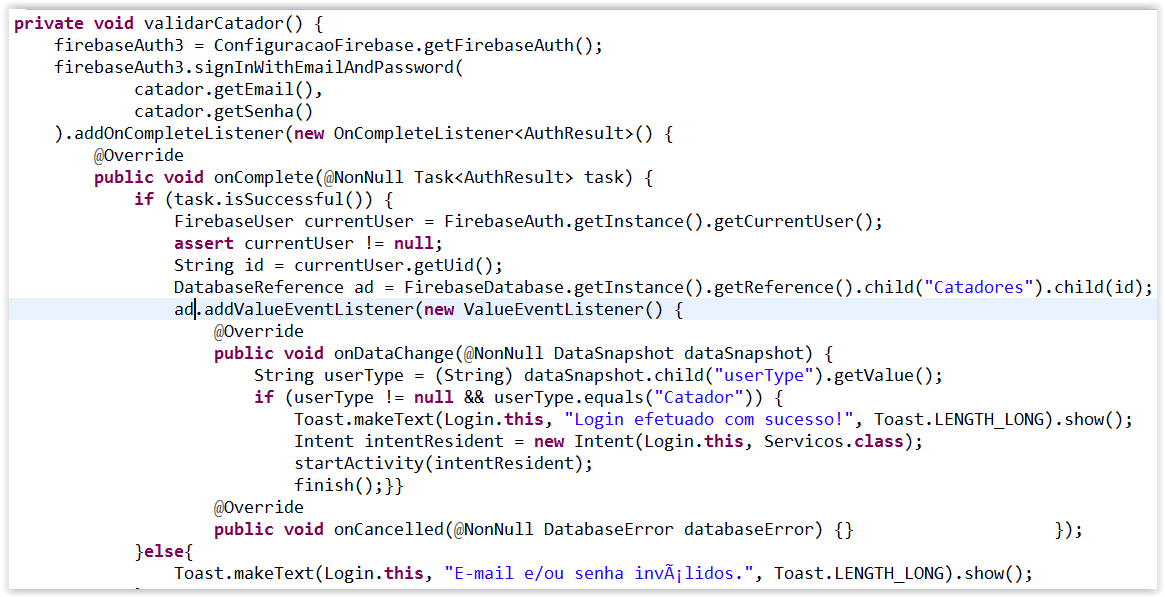 private void validarCatador() {
firebaseAuth3 = ConfiguracaoFirebase.getFirebaseAuth();
firebaseAuth3.signInWithEmailAndPassword(
catador.getEmail(),
catador.getSenha()
).addOnCompleteListener(new OnCompleteListener<AuthResult>() {
@Override
public void onComplete(@NonNull Task<AuthResult> task) {
if (task.isSuccessful()) {
FirebaseUser currentUser = FirebaseAuth.getInstance().getCurrentUser();
assert currentUser != null;
String id = currentUser.getUid();
DatabaseReference ad = FirebaseDatabase.getInstance().getReference().child("Catadores").child(id);
ad.addValueEventListener(new ValueEventListener() {
@Override
public void onDataChange(@NonNull DataSnapshot dataSnapshot) {
String userType = (String) dataSnapshot.child("userType").getValue();
if (userType != null && userType.equals("Catador")) {
Toast.makeText(Login.this, "Login efetuado com sucesso!", Toast.LENGTH_LONG).show();
Intent intentResident = new Intent(Login.this, Servicos.class);
startActivity(intentResident);
finish();}}
@Override
public void onCancelled(@NonNull DatabaseError databaseError) {} });
}else{
Toast.makeText(Login.this, "E-mail e/ou senha invÃ¡lidos.", Toast.LENGTH_LONG).show();